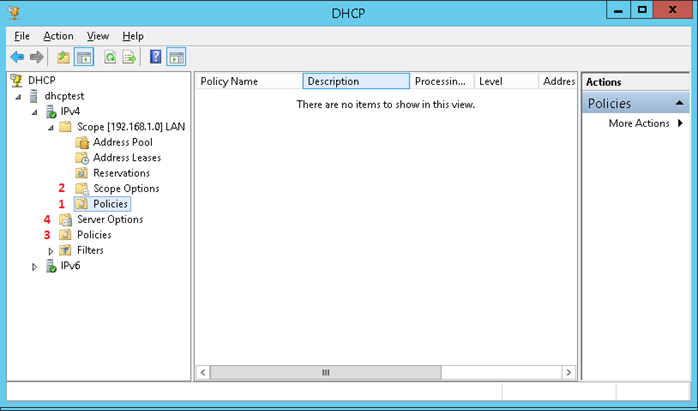 DHCP
File Action View Help
DHCP
dhcptest
IPv4
Scope [192.168.1.0] LAN
Address Pool
Address Leases
Reservations
2 Scope Options
1 Policies
4 Server Options
3 Policies
Filters
IPv6
Policy Name Description Processin... Level Addres
There are no items to show in this view.
Actions
Policies
More Actions